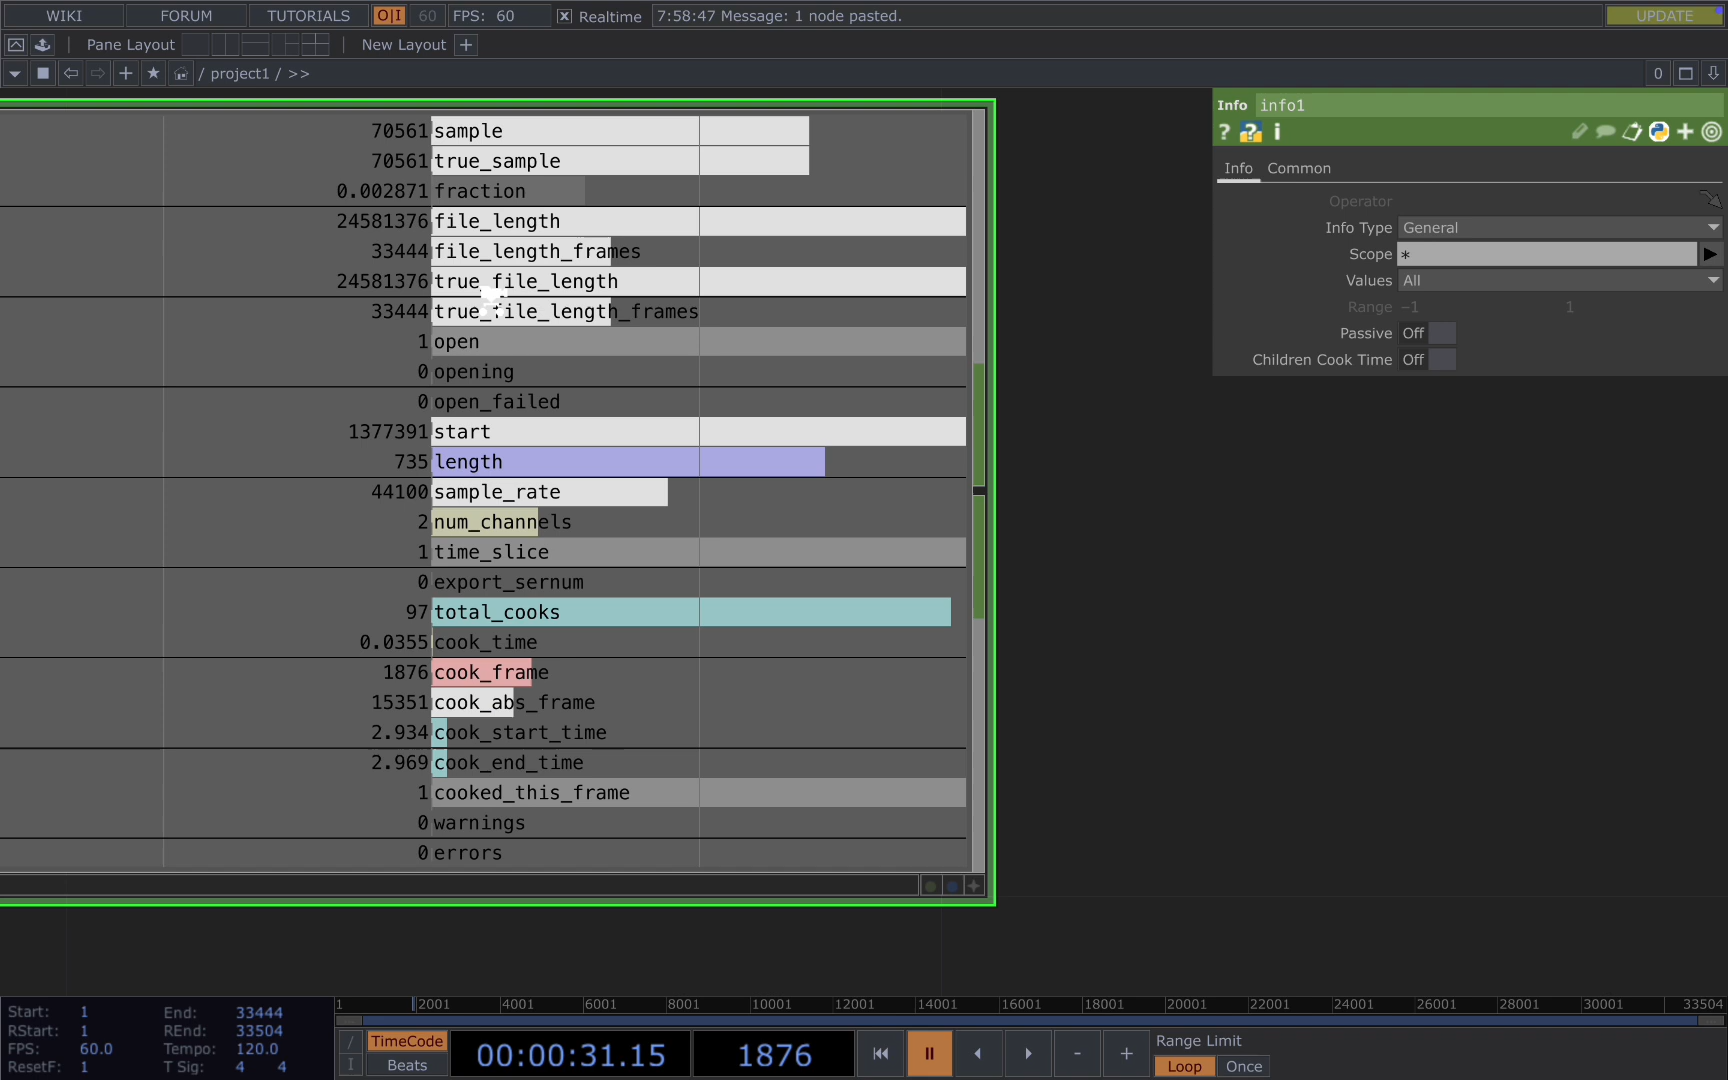 WIKI FORUM TUTORIALS O|I 60 FPS: 60 Realtime 7:58:47 Message: 1 node pasted. UPDATE
Pane Layout New Layout +
/ project1 / >> 0
70561 sample
70561 true_sample
0.002871 fraction
24581376 file_length
33444 file_length_frames
24581376 true_file_length
33444 true_file_length_frames
1 open
0 opening
0 open_failed
1377391 start
735 length
44100 sample_rate
2 num_channels
1 time_slice
0 export_sernum
97 total_cooks
0.0355 cook_time
1876 cook_frame
15351 cook_abs_frame
2.934 cook_start_time
2.969 cook_end_time
1 cooked_this_frame
0 warnings
0 errors
Info info1
? ? i
Info Common
Operator
Info Type General
Scope *
Values All
Range -1 1
Passive Off
Children Cook Time Off
1 2001 4001 6001 8001 10001 12001 14001 16001 18001 20001 22001 24001 26001 28001 30001 33504
Start: 1 End: 33444
RStart: 1 REnd: 33504
FPS: 60.0 Tempo: 120.0
ResetF: 1 T Sig: 4 4
/ TimeCode
I Beats
00:00:31.15 1876 - +
Range Limit
Loop Once